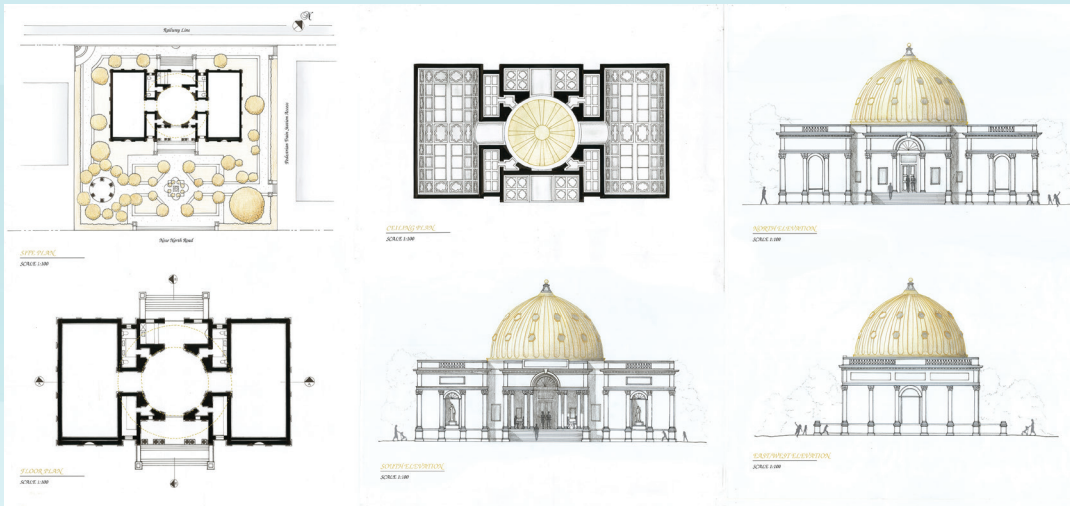 N
Railway Line
Pedestrian Train Station Access
New North Road
SITE PLAN
SCALE 1:500
CEILING PLAN
SCALE 1:100
NORTH ELEVATION
SCALE 1:100
FLOOR PLAN
SCALE 1:100
SOUTH ELEVATION
SCALE 1:100
EAST/WEST ELEVATION
SCALE 1:100